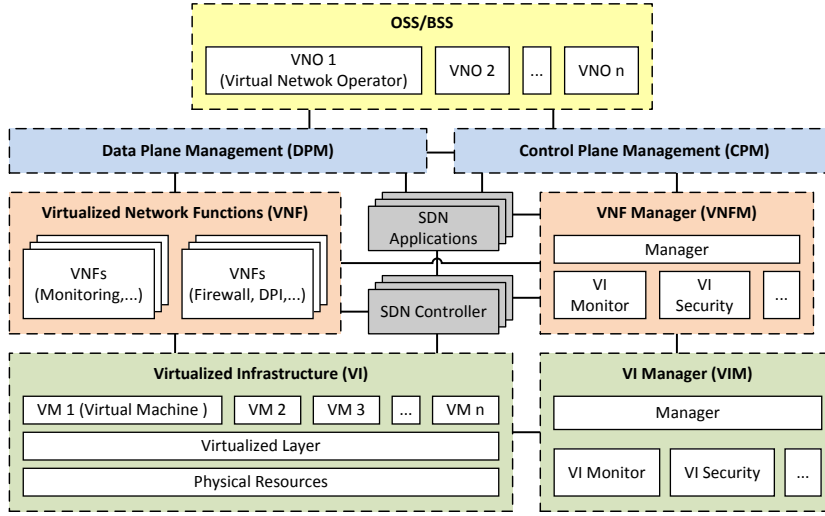 OSS/BSS
VNO 1
(Virtual Netwok Operator)
VNO 2
...
VNO n
Data Plane Management (DPM)
Control Plane Management (CPM)
Virtualized Network Functions (VNF)
VNFs
(Monitoring,...)
VNFs
(Firewall, DPI,...)
SDN
Applications
SDN Controller
VNF Manager (VNFM)
Manager
VI
Monitor
VI
Security
...
Virtualized Infrastructure (VI)
VM 1 (Virtual Machine )
VM 2
VM 3
...
VM n
Virtualized Layer
Physical Resources
VI Manager (VIM)
Manager
VI Monitor
VI Security
...